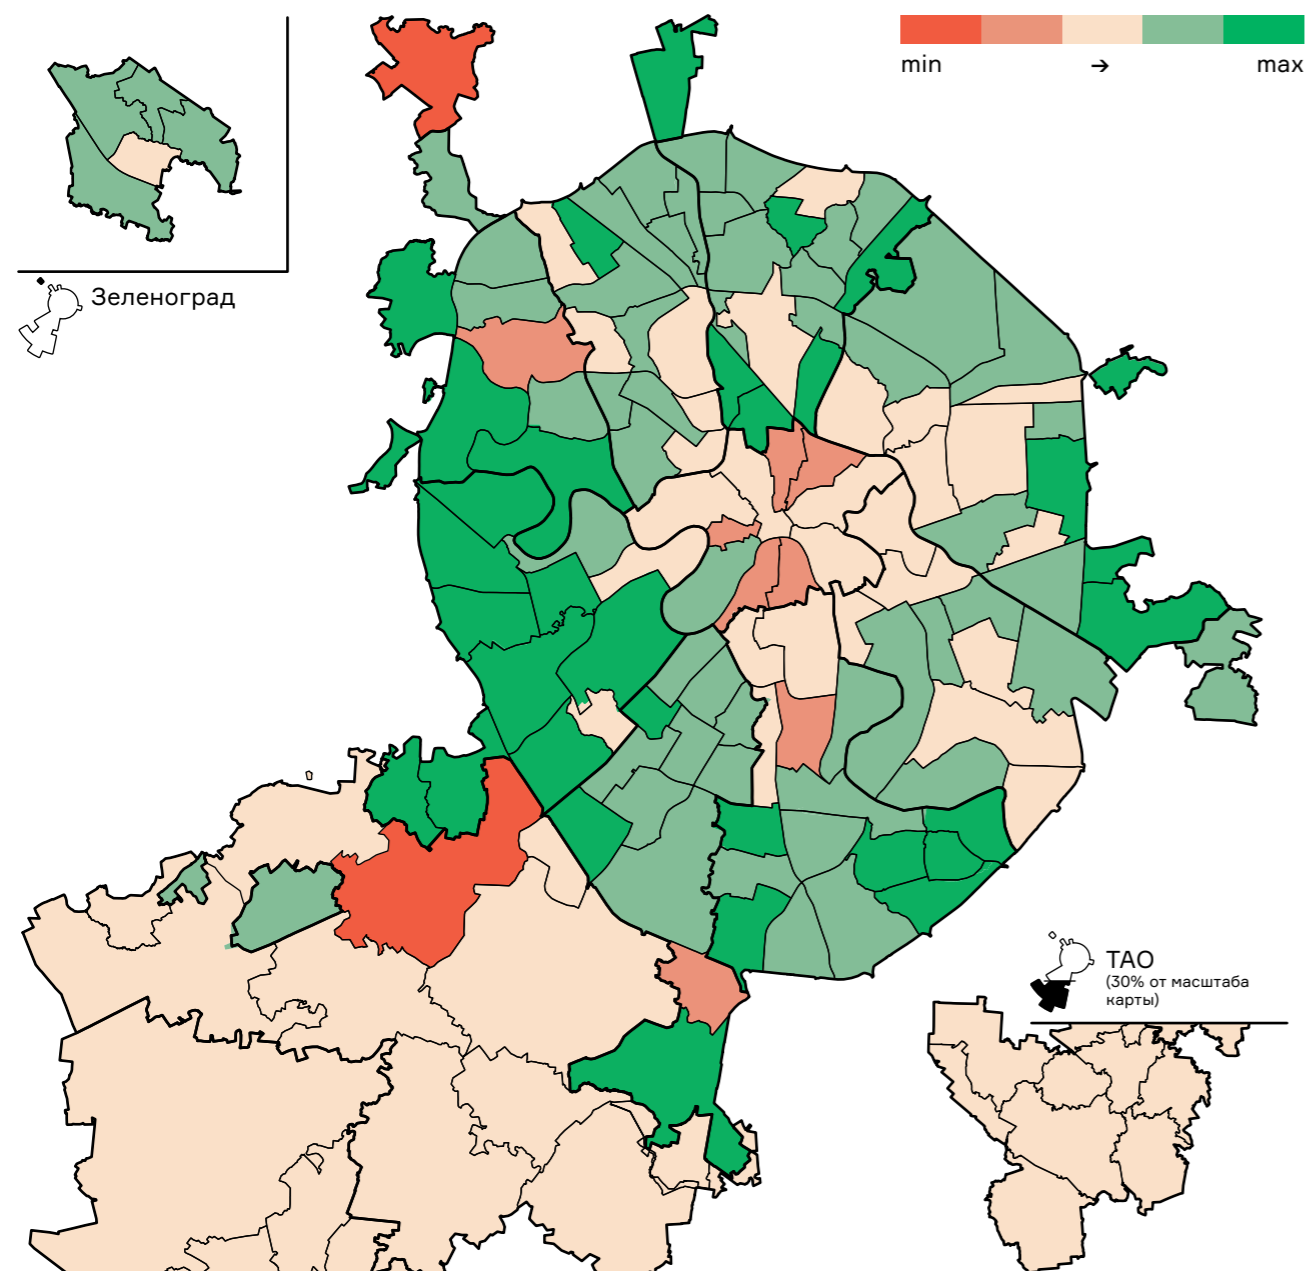 min → max
Зеленоград
ТАО
(30% от масштаба
карты)